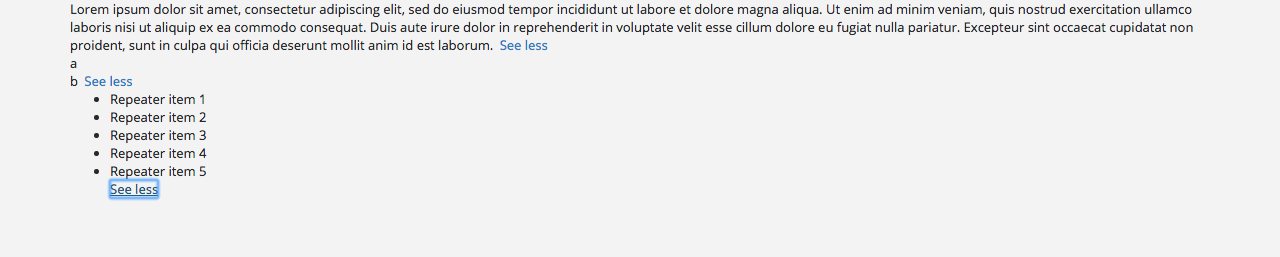 Lorem ipsum dolor sit amet, consectetur adipiscing elit, sed do eiusmod tempor incididunt ut labore et dolore magna aliqua. Ut enim ad minim veniam, quis nostrud exercitation ullamco
laboris nisi ut aliquip ex ea commodo consequat. Duis aute irure dolor in reprehenderit in voluptate velit esse cillum dolore eu fugiat nulla pariatur. Excepteur sint occaecat cupidatat non
proident, sunt in culpa qui officia deserunt mollit anim id est laborum. See less
a
b See less
• Repeater item 1
• Repeater item 2
• Repeater item 3
• Repeater item 4
• Repeater item 5
See less